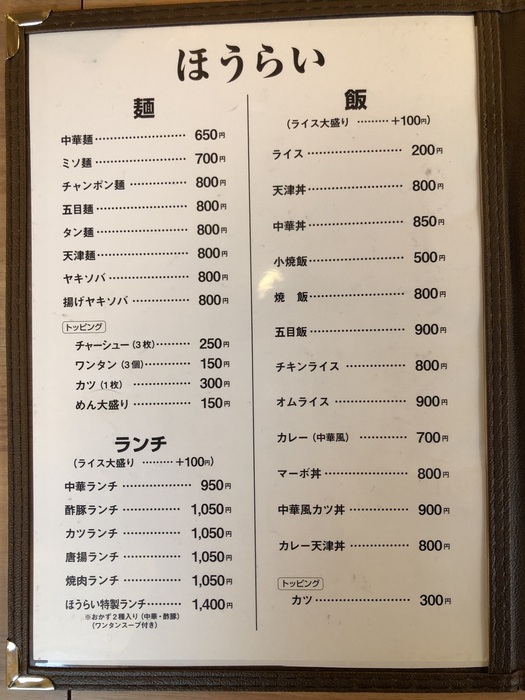 ほうらい
麺
中華麺 650円
ミソ麺 700円
チャンポン麺 800円
五目麺 800円
タン麺 800円
天津麺 800円
ヤキソバ 800円
揚げヤキソバ 800円
トッピング
チャーシュー(3枚) 250円
ワンタン(3個) 150円
カツ(1枚) 300円
めん大盛り 150円
ランチ
(ライス大盛り ………+100円)
中華ランチ 950円
酢豚ランチ 1,050円
カツランチ 1,050円
唐揚ランチ 1,050円
焼肉ランチ 1,050円
ほうらい特製ランチ 1,400円
※おかず2種入り(中華・酢豚)
(ワンタンスープ付き)
飯
(ライス大盛り ………+100円)
ライス 200円
天津丼 800円
中華丼 850円
小焼飯 500円
焼 飯 800円
五目飯 900円
チキンライス 800円
オムライス 900円
カレー(中華風) 700円
マーボ丼 800円
中華風カツ丼 900円
カレー天津丼 800円
トッピング
カツ 300円